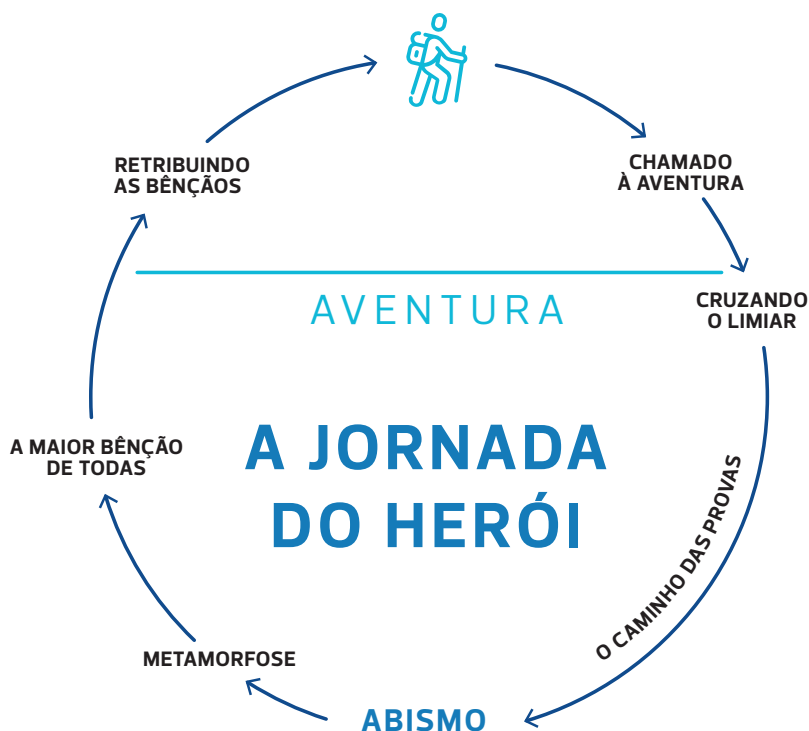 RETRIBUINDO
AS BÊNÇÃOS
CHAMADO
À AVENTURA
AVENTURA
CRUZANDO
O LIMIAR
A MAIOR BÊNÇÃO
DE TODAS
A JORNADA
DO HERÓI
O CAMINHO DAS PROVAS
METAMORFOSE
ABISMO